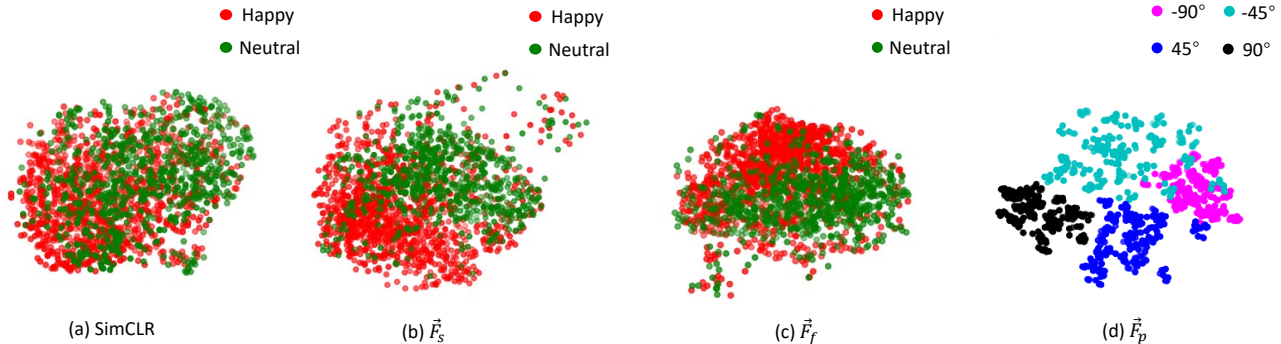 Happy
Neutral
Happy
Neutral
Happy
Neutral
-90° -45°
45° 90°
(a) SimCLR
(b) F⃗s
(c) F⃗f
(d) F⃗p